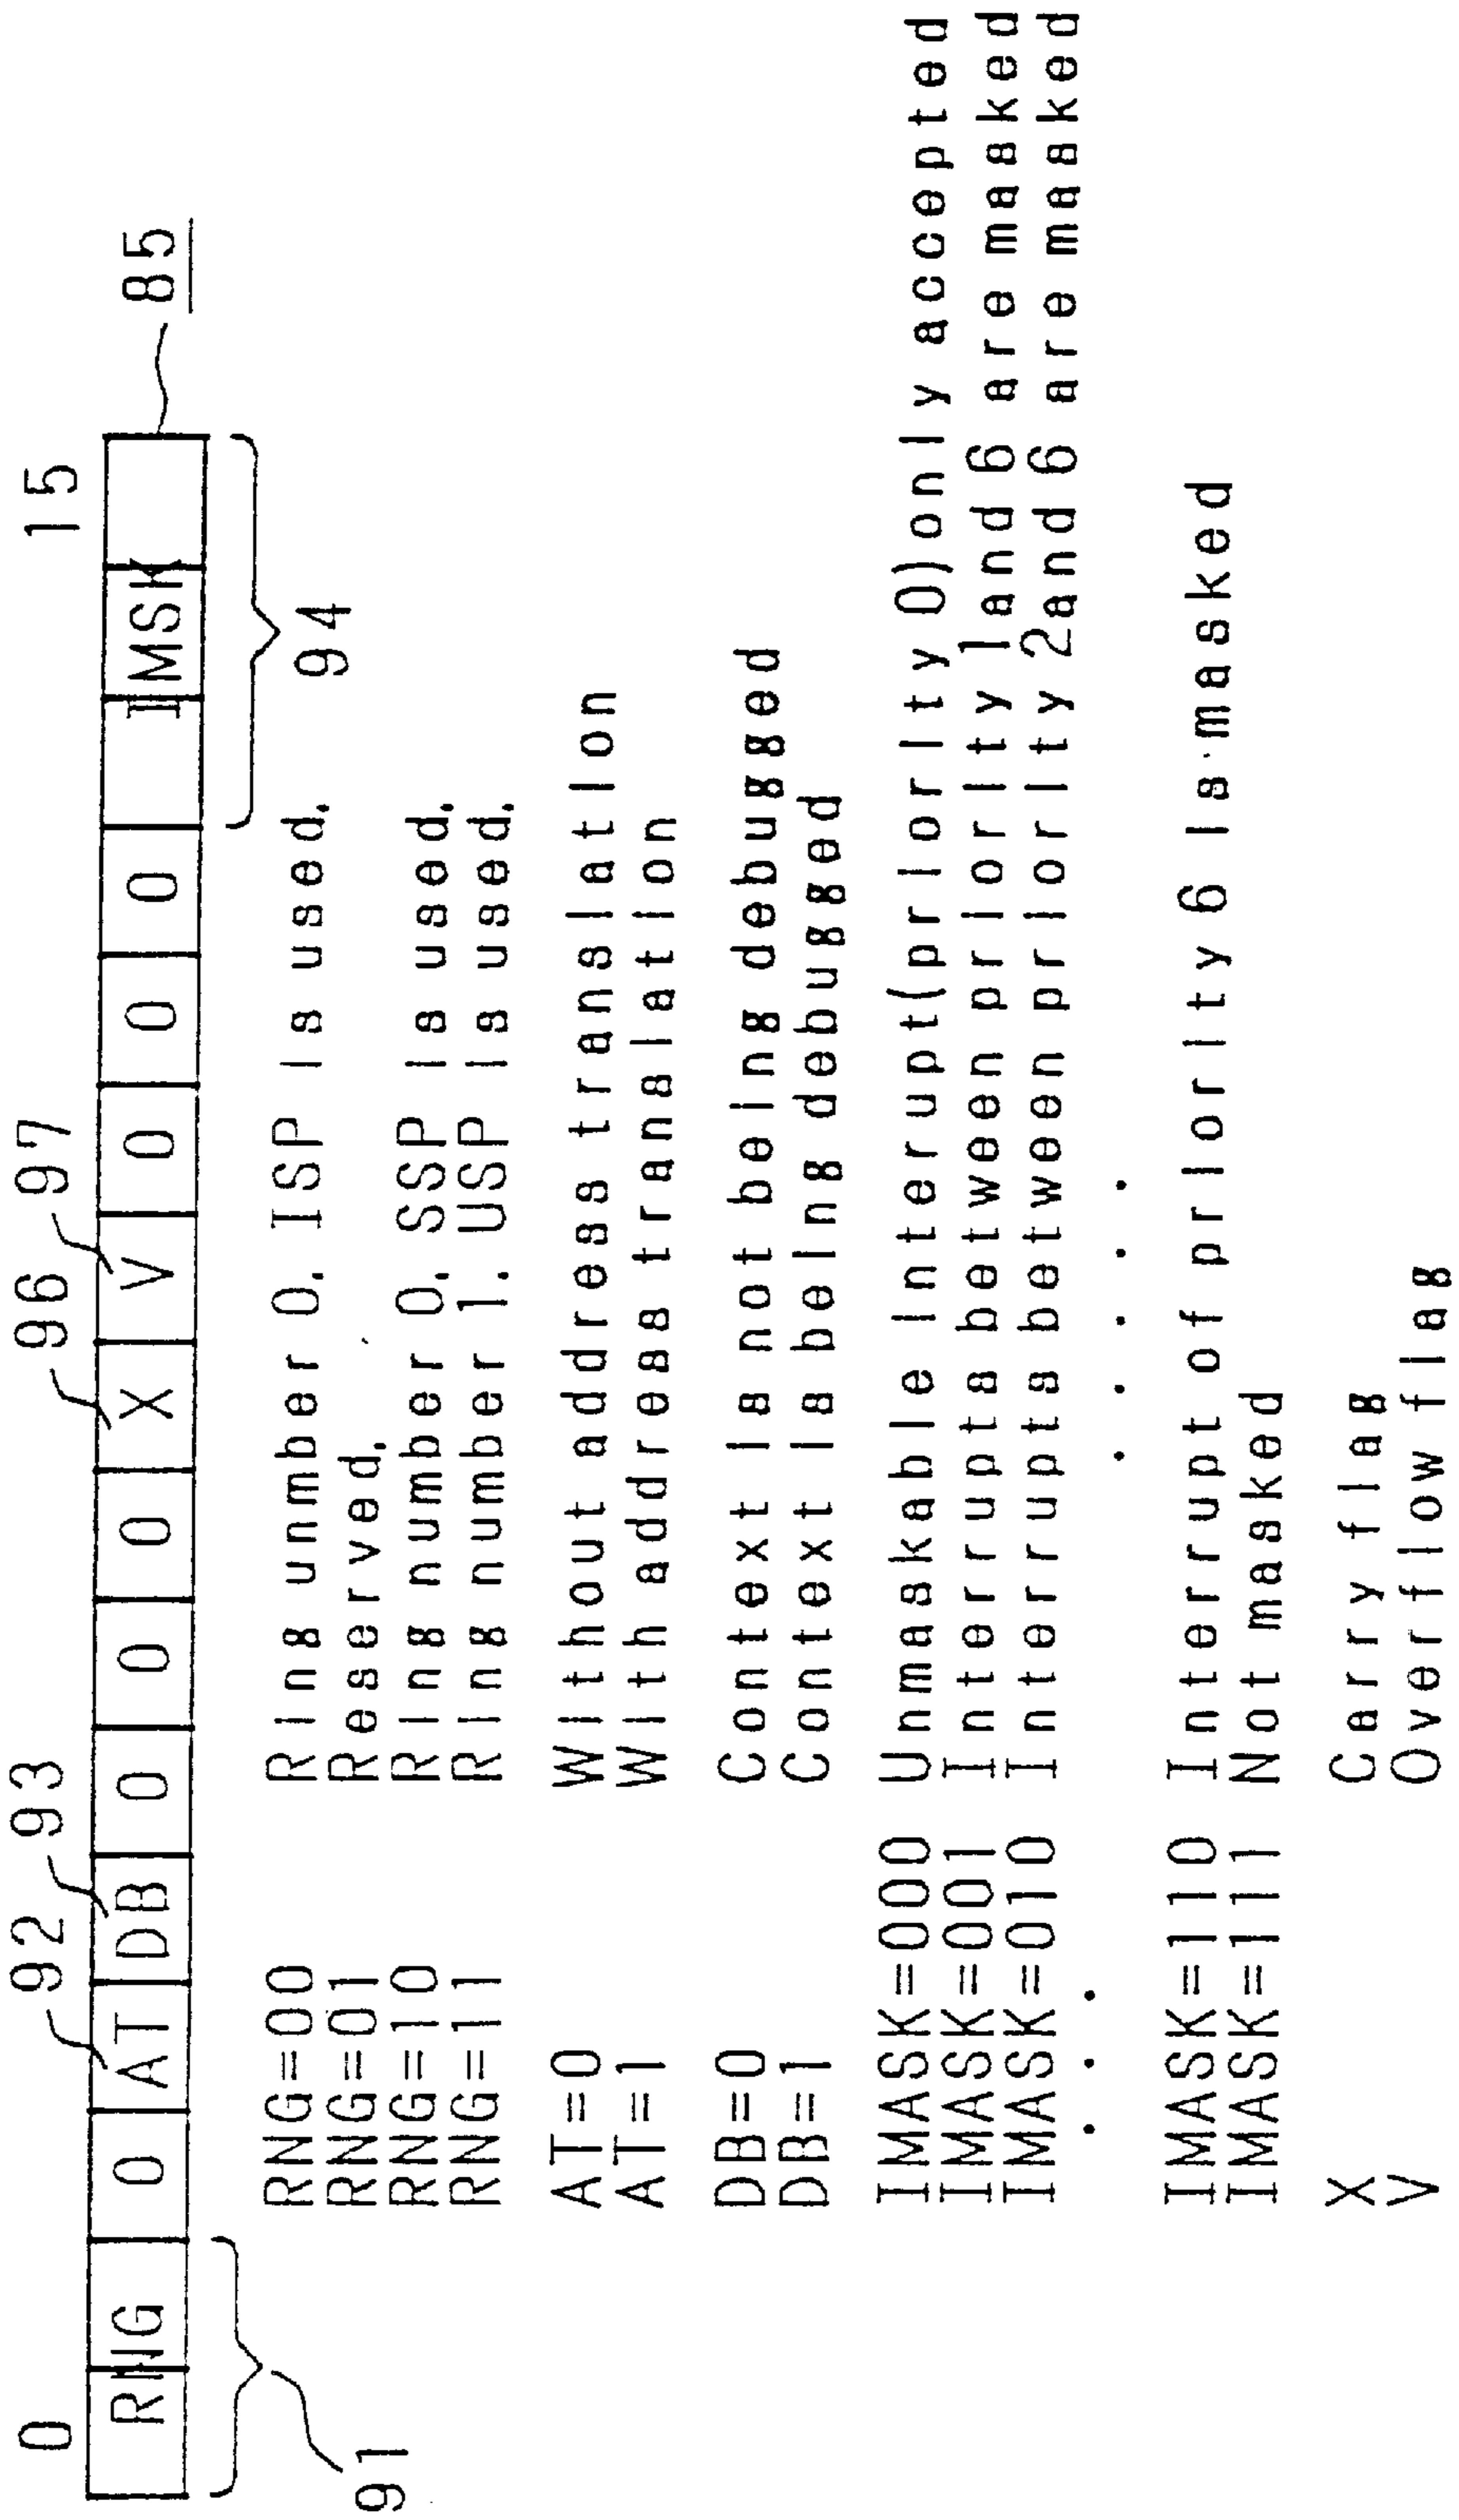 0 92 93 96 97 15
RNG 0 AT DB 0 0 0 X V 0 0 0 IMSK 85
91 94
RNG=00 Ring unmber 0. ISP is used.
RNG=01 Reserved.
RNG=10 Ring number 0. SSP is used.
RNG=11 Ring number 1. USP is used.
AT=0 Without address translation
AT=1 With address translation
DB=0 Context is not being debugged
DB=1 Context is being debugged
IMASK=000 Unmaskable interupt(priority 0)only accepted
IMASK=001 Interrupts between priority 1and 6 are masked
IMASK=010 Interrupts between priority 2and 6 are masked
. . . . . . .
IMASK=110 Interrupt of priority 6 is masked
IMASK=111 Not masked
X Carry flag
V Overflow flag